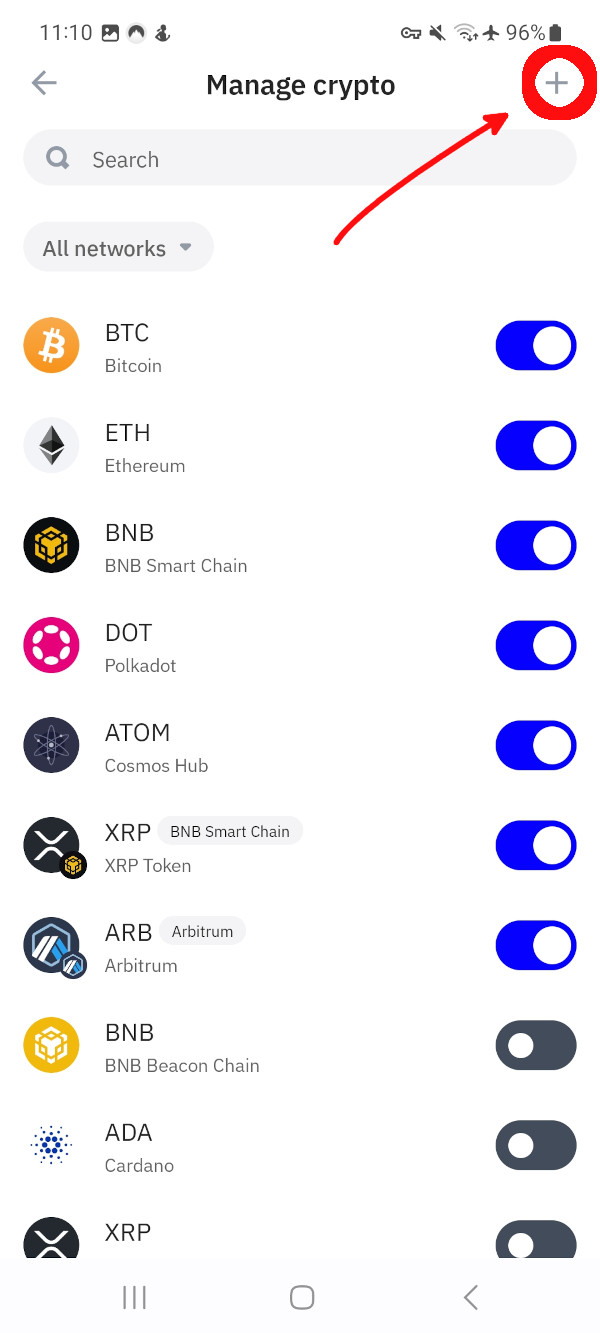 11:10 96%
Manage crypto
Search
All networks
BTC
Bitcoin
ETH
Ethereum
BNB
BNB Smart Chain
DOT
Polkadot
ATOM
Cosmos Hub
XRP BNB Smart Chain
XRP Token
ARB Arbitrum
Arbitrum
BNB
BNB Beacon Chain
ADA
Cardano
XRP